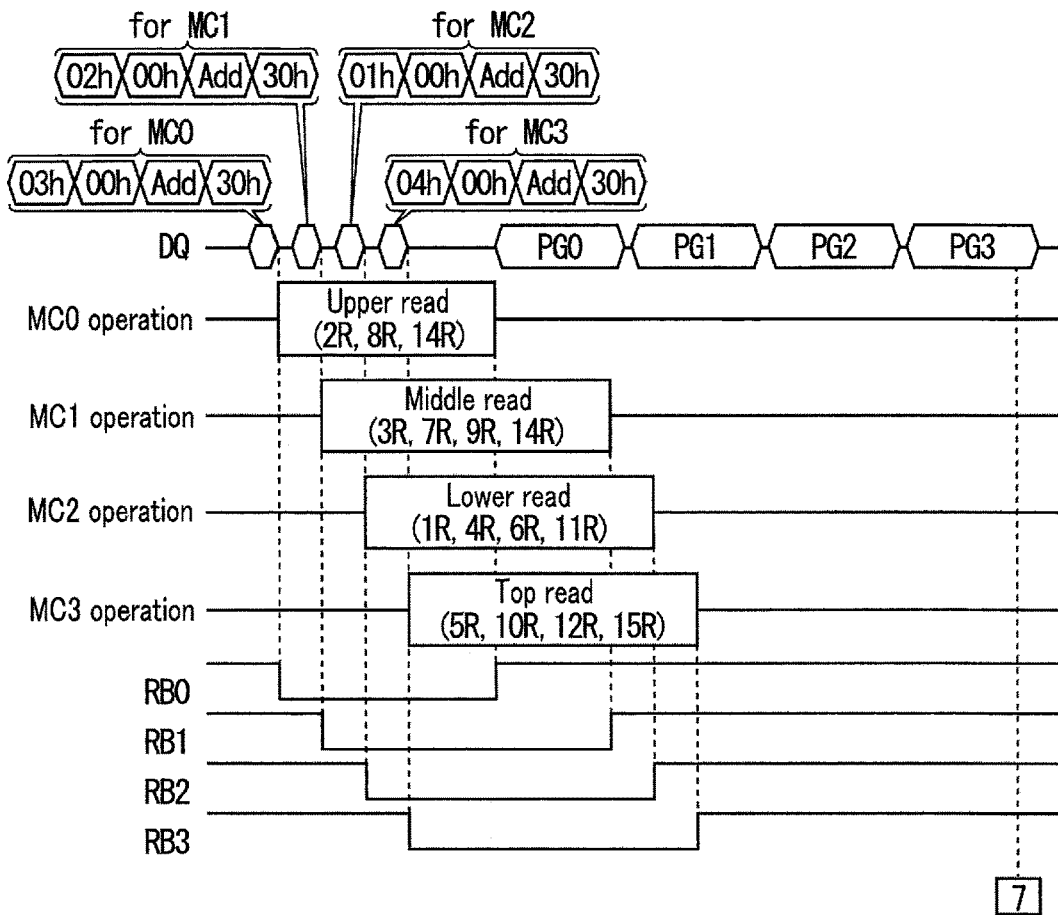 for MC1
for MC2
02h 00h Add 30h
01h 00h Add 30h
for MC0
for MC3
03h 00h Add 30h
04h 00h Add 30h
DQ
PG0
PG1
PG2
PG3
MC0 operation
Upper read
(2R, 8R, 14R)
MC1 operation
Middle read
(3R, 7R, 9R, 14R)
MC2 operation
Lower read
(1R, 4R, 6R, 11R)
MC3 operation
Top read
(5R, 10R, 12R, 15R)
RB0
RB1
RB2
RB3
7